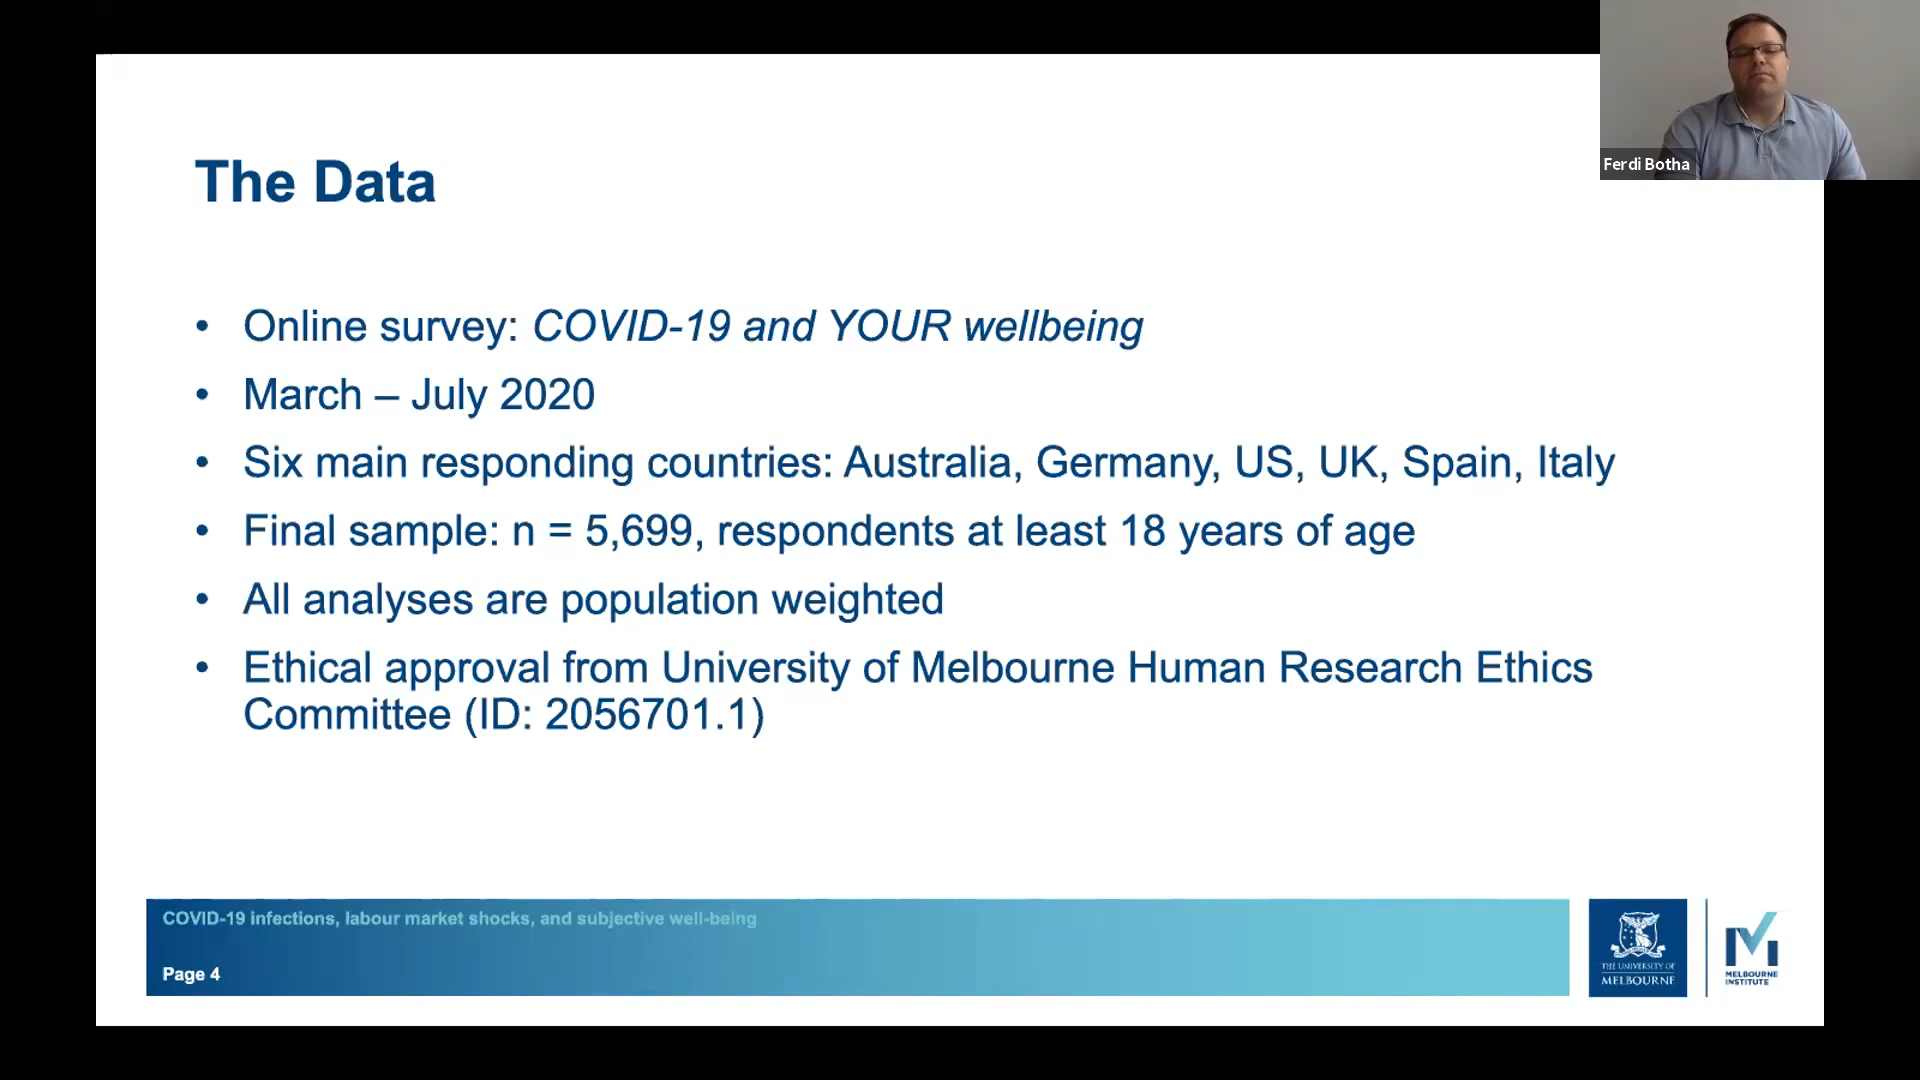 Ferdi Botha
The Data
• Online survey: COVID-19 and YOUR wellbeing
• March – July 2020
• Six main responding countries: Australia, Germany, US, UK, Spain, Italy
• Final sample: n = 5,699, respondents at least 18 years of age
• All analyses are population weighted
• Ethical approval from University of Melbourne Human Research Ethics
Committee (ID: 2056701.1)
COVID-19 infections, labour market shocks, and subjective well-being
Page 4
THE UNIVERSITY OF
MELBOURNE
MELBOURNE
INSTITUTE